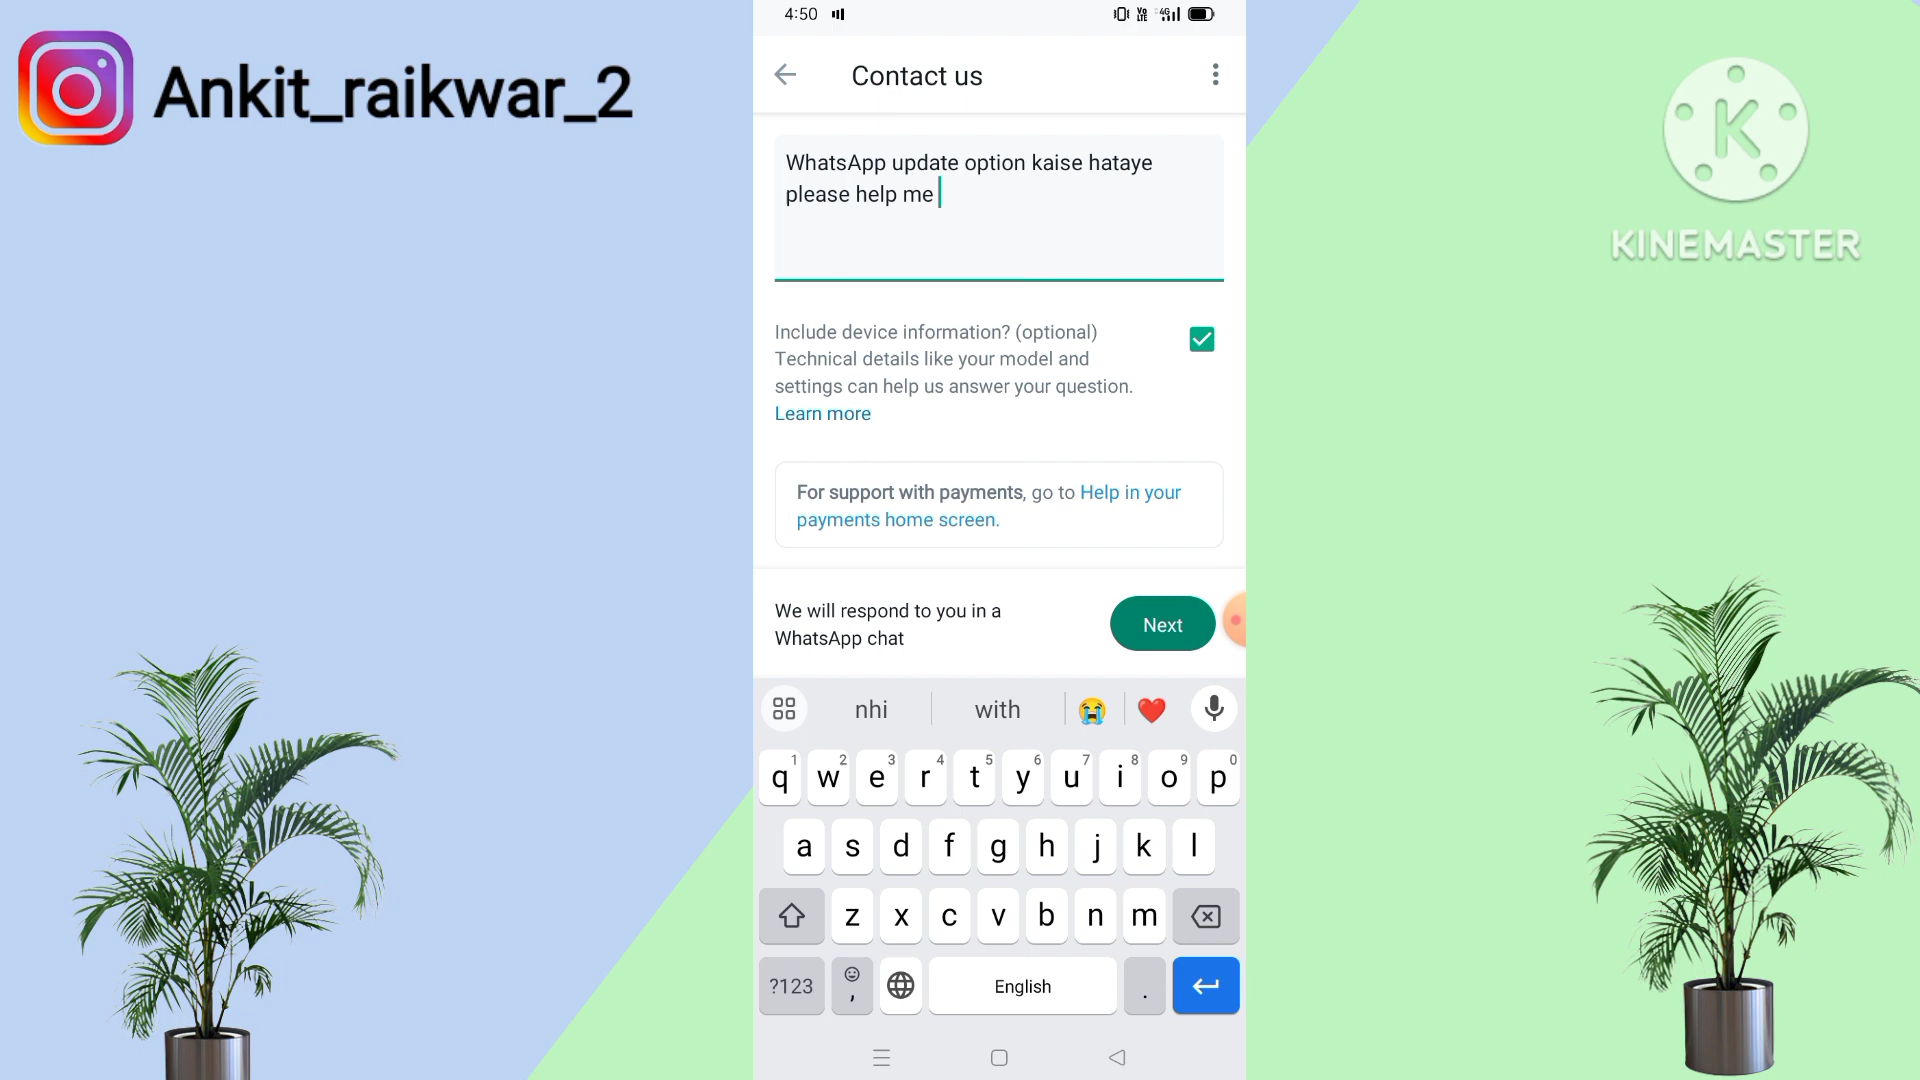 Ankit_raikwar_2
KINEMASTER
4:50
4G
Contact us
WhatsApp update option kaise hataye
please help me
Include device information? (optional)
Technical details like your model and
settings can help us answer your question.
Learn more
For support with payments, go to Help in your
payments home screen.
We will respond to you in a
WhatsApp chat
Next
nhi with
1 2 3 4 5 6 7 8 9 0
q w e r t y u i o p
a s d f g h j k l
z x c v b n m
?123 , English .